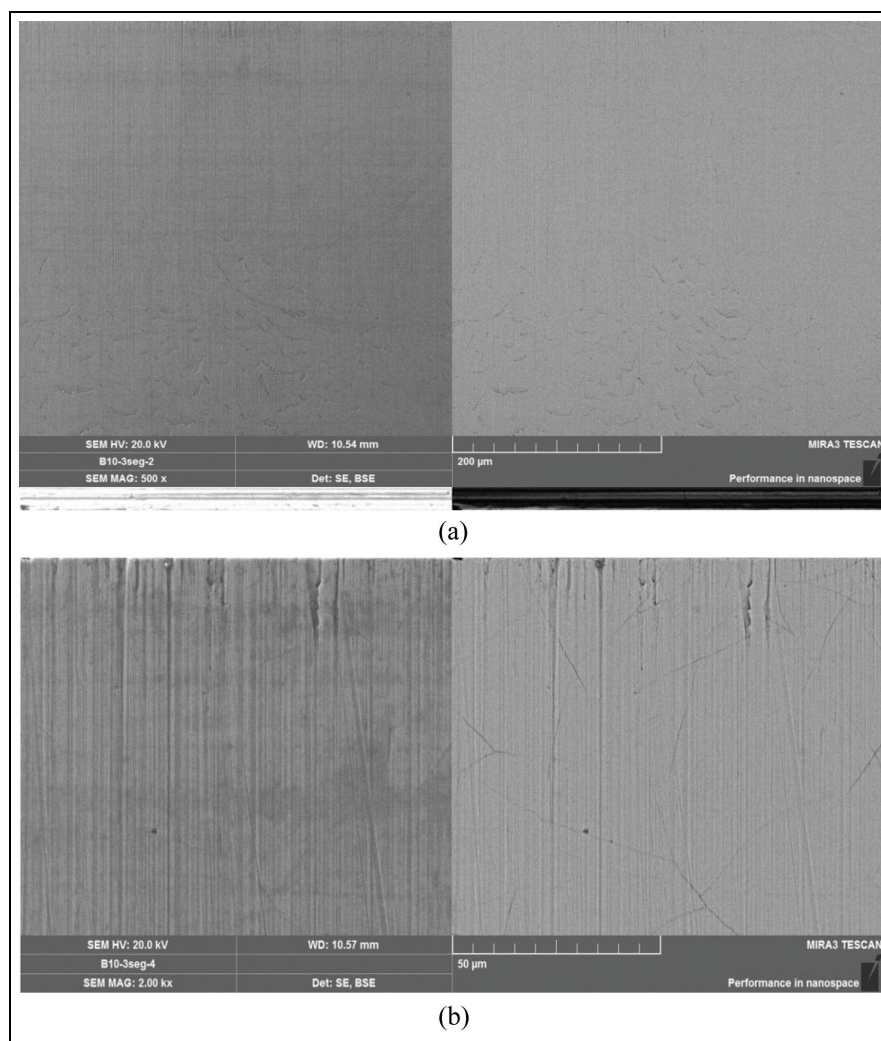 SEM HV: 20.0 kV
WD: 10.54 mm
MIRA3 TESCAN
B10-3seg-2
200 µm
SEM MAG: 500 x
Det: SE, BSE
Performance in nanospace
(a)
SEM HV: 20.0 kV
WD: 10.57 mm
MIRA3 TESCAN
B10-3seg-4
50 µm
SEM MAG: 2.00 kx
Det: SE, BSE
Performance in nanospace
(b)